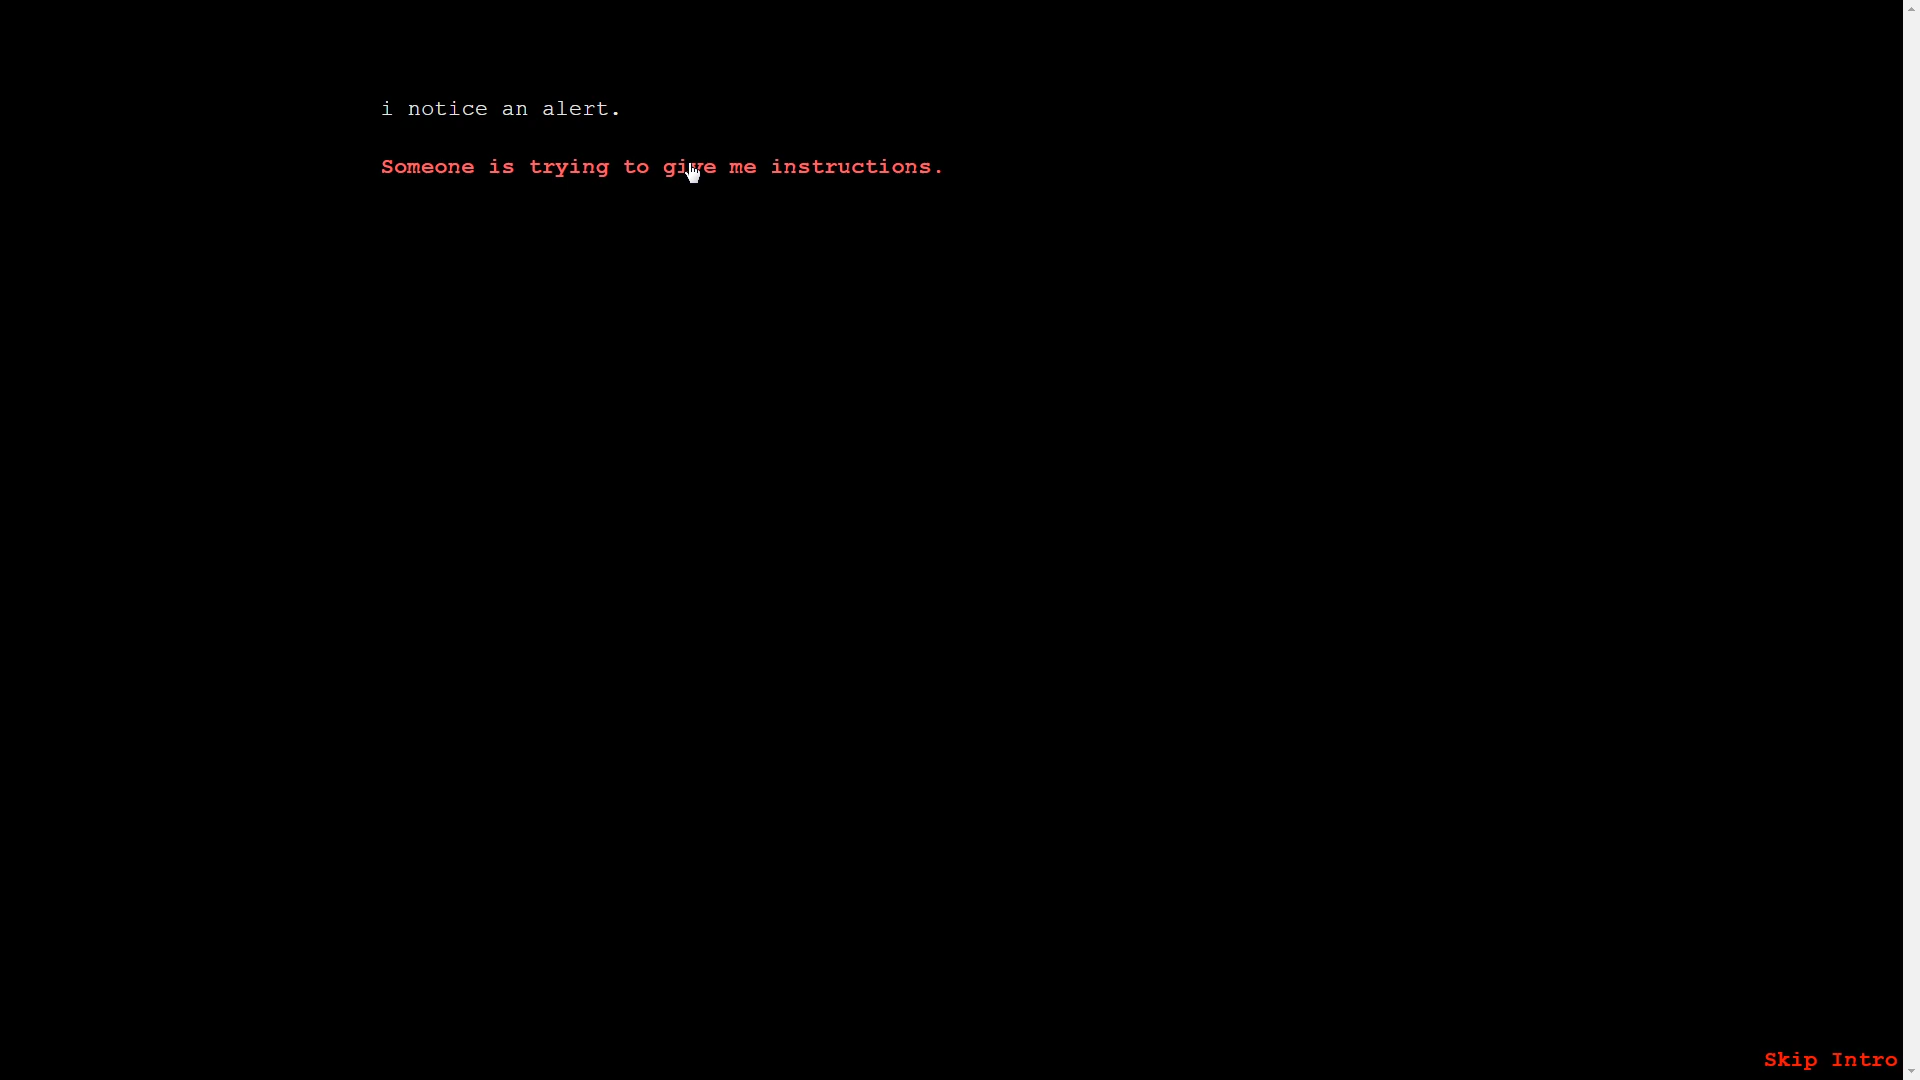 i notice an alert.
Someone is trying to give me instructions.
Skip Intro